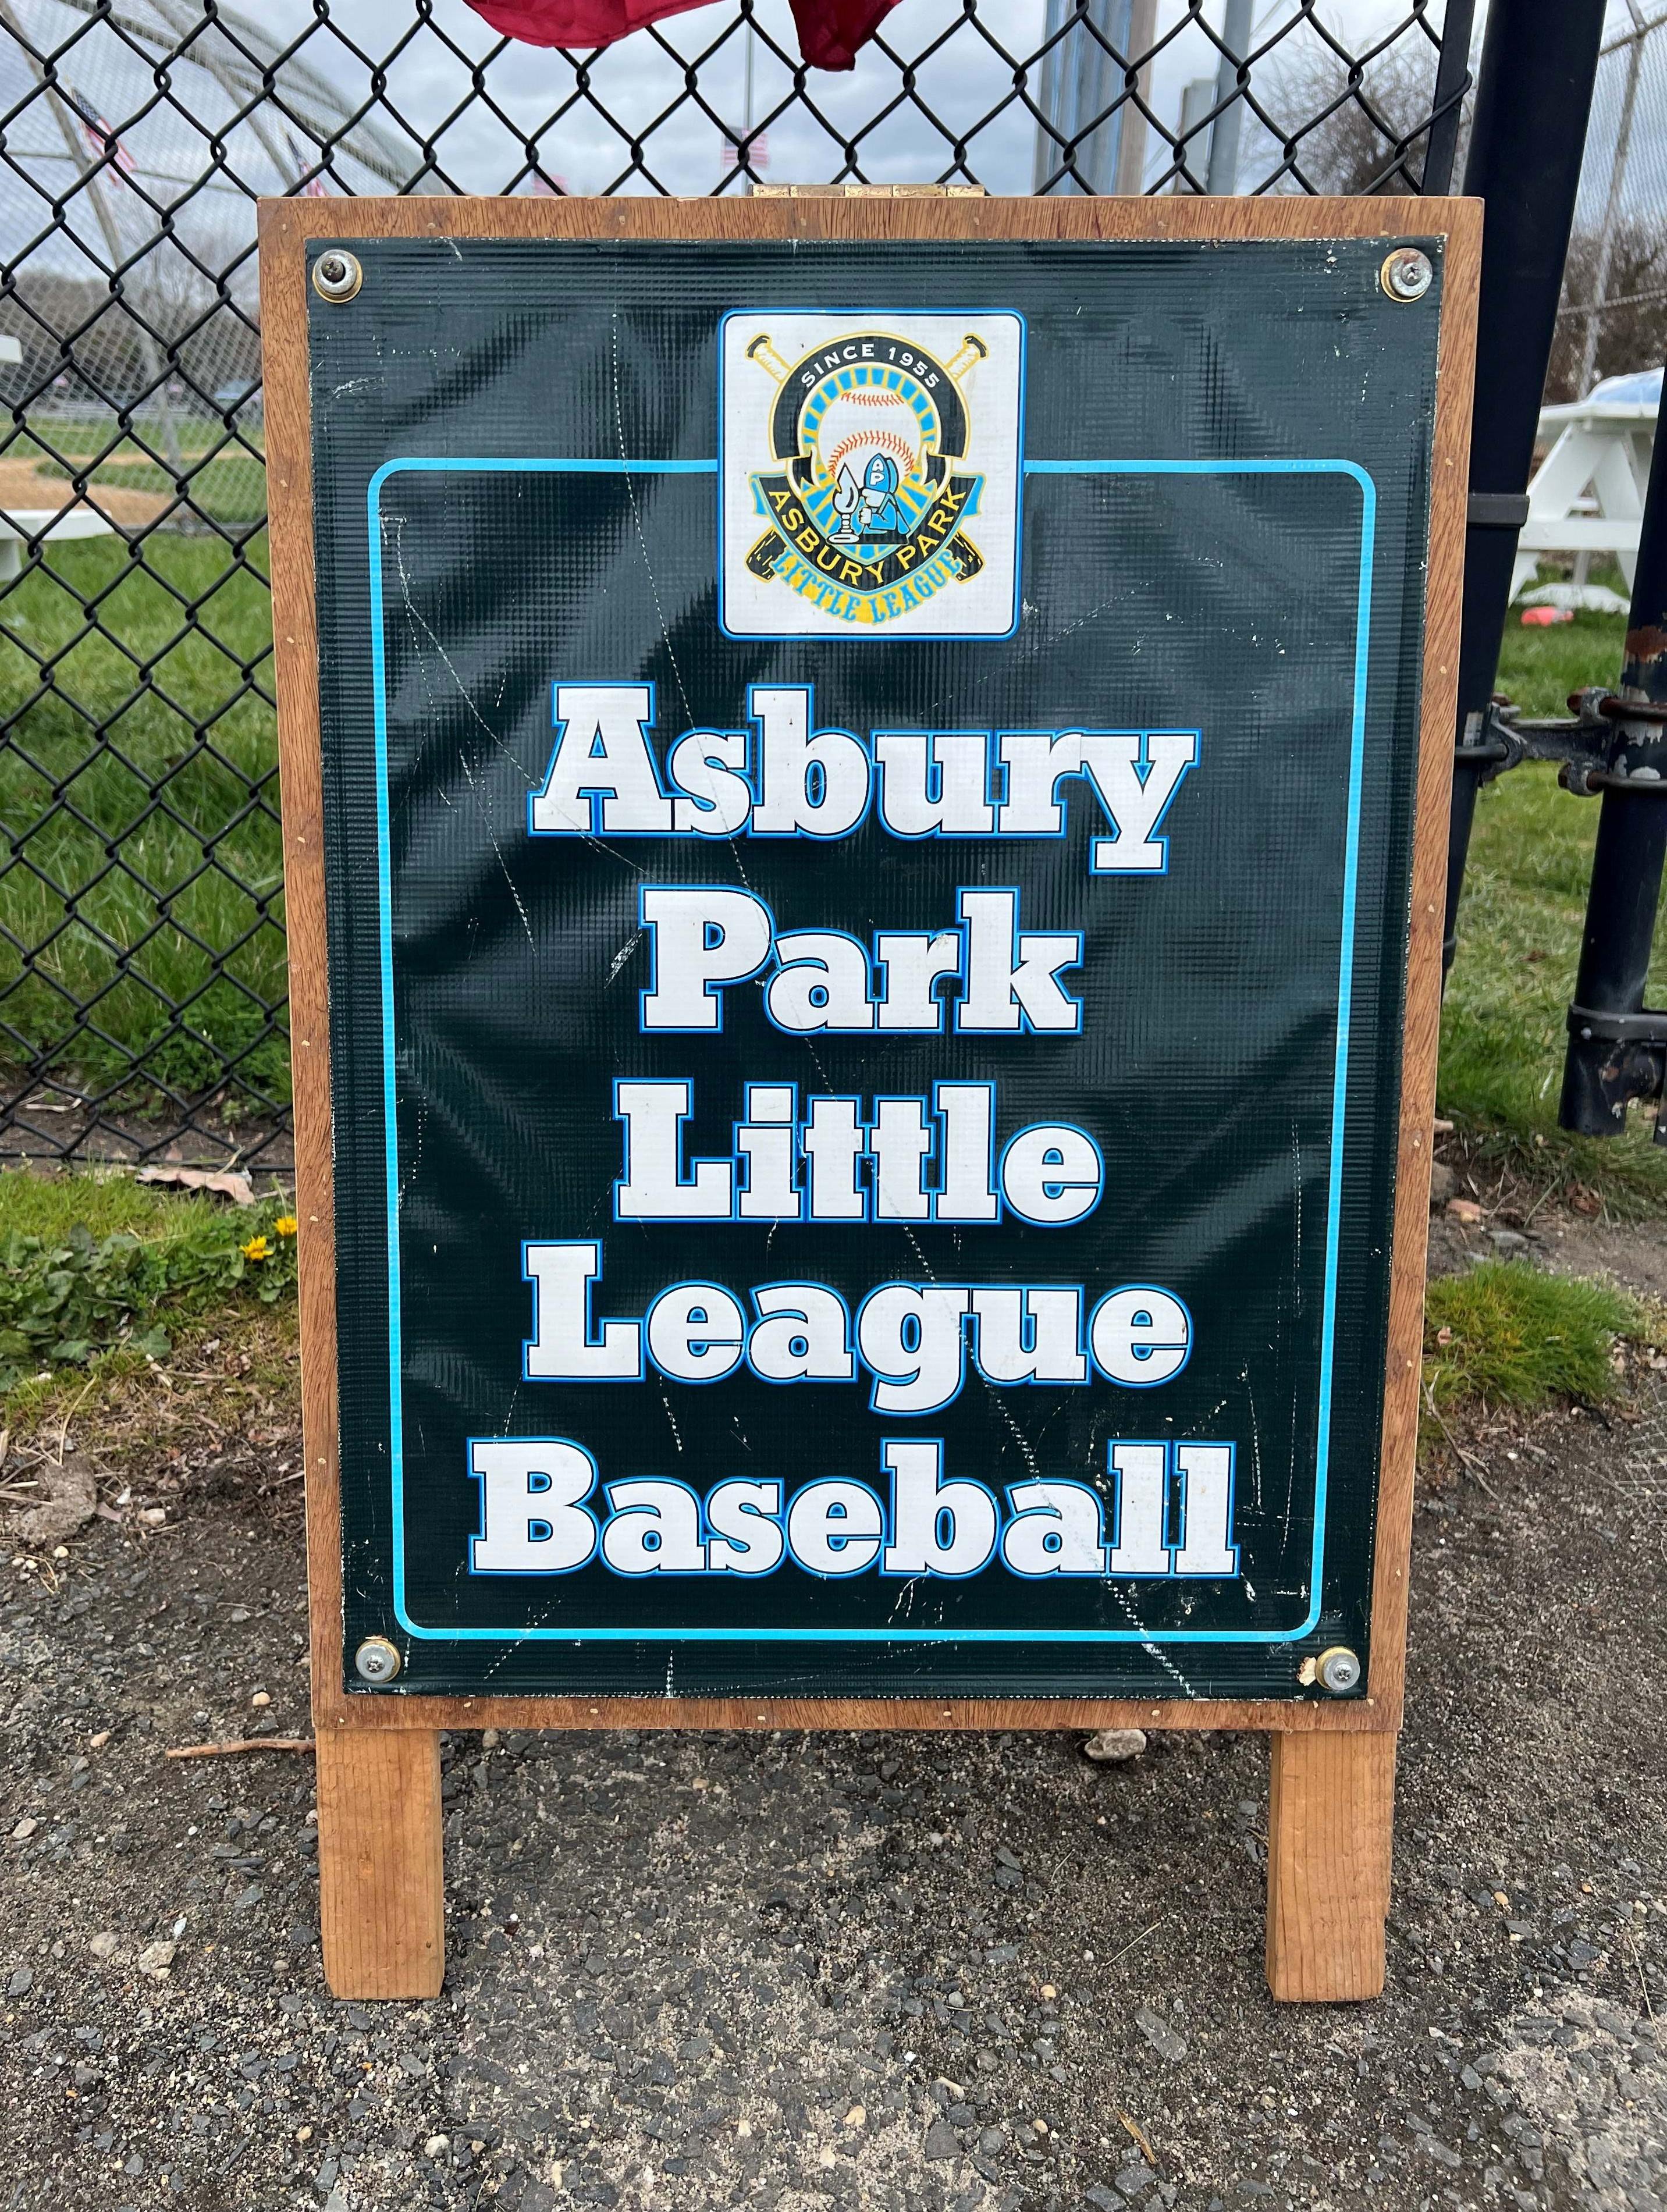 SINCE 1955
AP
ASBURY PARK
LITTLE LEAGUE
Asbury
Park
Little
League
Baseball